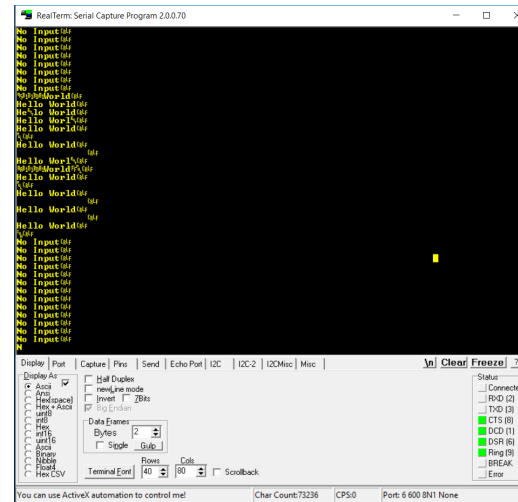 RealTerm: Serial Capture Program 2.0.0.70
No Input
No Input
No Input
No Input
No Input
No Input
No Input
No Input
World
Hello World
lo World
Hello Worl
Hello World
Hello World
Hello Worl
World
Hello World
Hello World
Hello World
Hello World
No Input
No Input
No Input
No Input
No Input
No Input
No Input
No Input
No Input
No Input
No Input
No Input
No Input
N
Display Port Capture Pins Send Echo Port I2C I2C-2 I2CMisc Misc \n Clear Freeze ?
Display As
Ascii
Ansi
Hex[space]
Hex + Ascii
uint8
int8
Hex
int16
uint16
Ascii
Binary
Nibble
Float4
Hex CSV
Half Duplex
newLine mode
Invert 7Bits
Big Endian
Data Frames
Bytes 2
Single Gulp
Rows Cols
Terminal Font 40 80 Scrollback
Status
Connecte
RXD (2)
TXD (3)
CTS (8)
DCD (1)
DSR (6)
Ring (9)
BREAK
Error
You can use ActiveX automation to control me! Char Count:73236 CPS:0 Port: 6 600 8N1 None